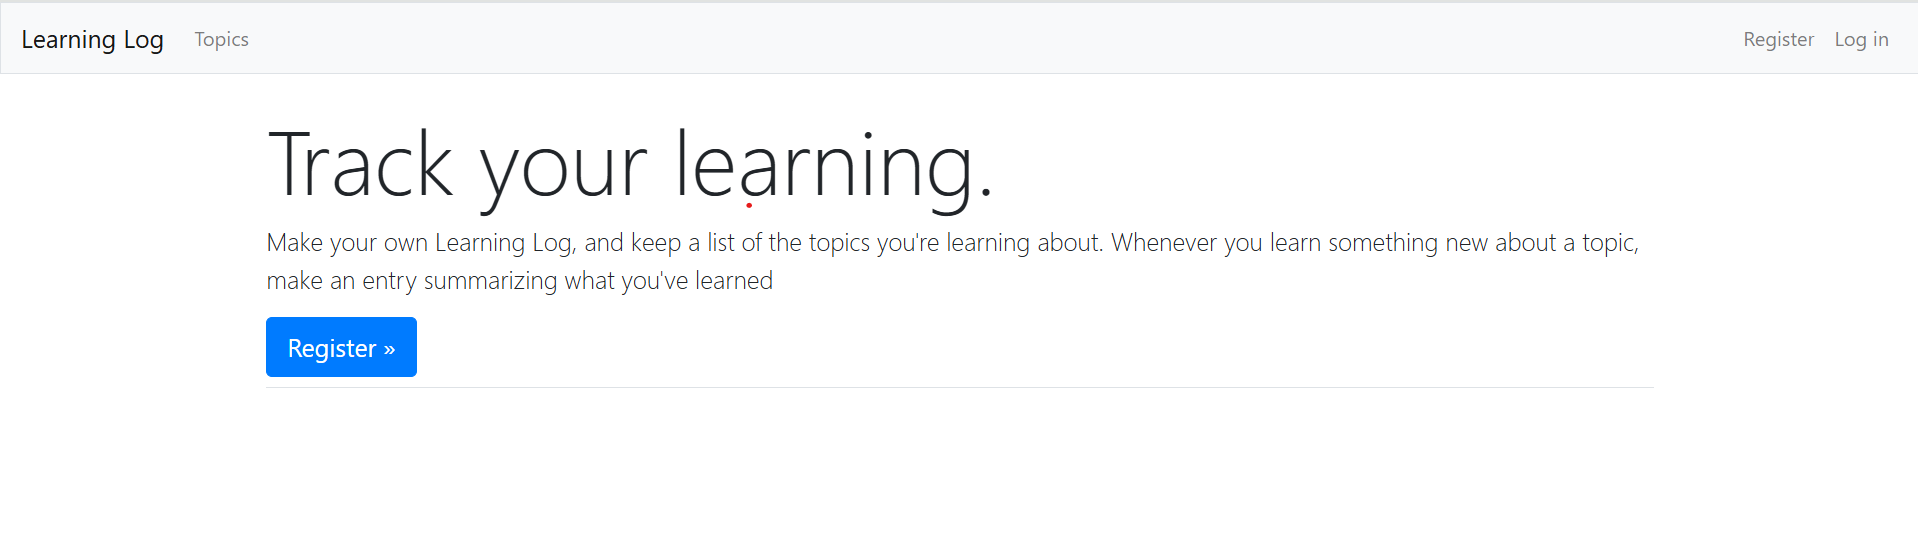 Learning Log Topics Register Log in
Track your learning.
Make your own Learning Log, and keep a list of the topics you're learning about. Whenever you learn something new about a topic,
make an entry summarizing what you've learned
Register »